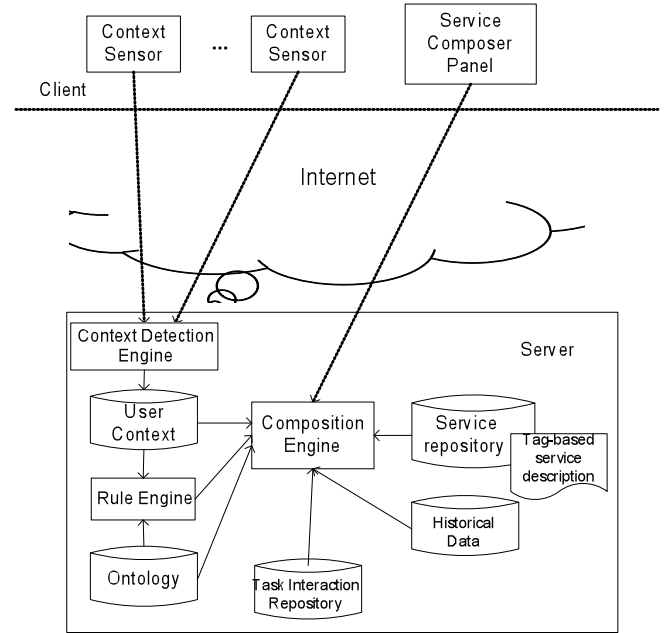 Context
Sensor
...
Context
Sensor
Service
Composer
Panel
Client
Internet
Context Detection
Engine
Server
User
Context
Composition
Engine
Service
repository
Tag-based
service
description
Rule Engine
Historical
Data
Ontology
Task Interaction
Repository